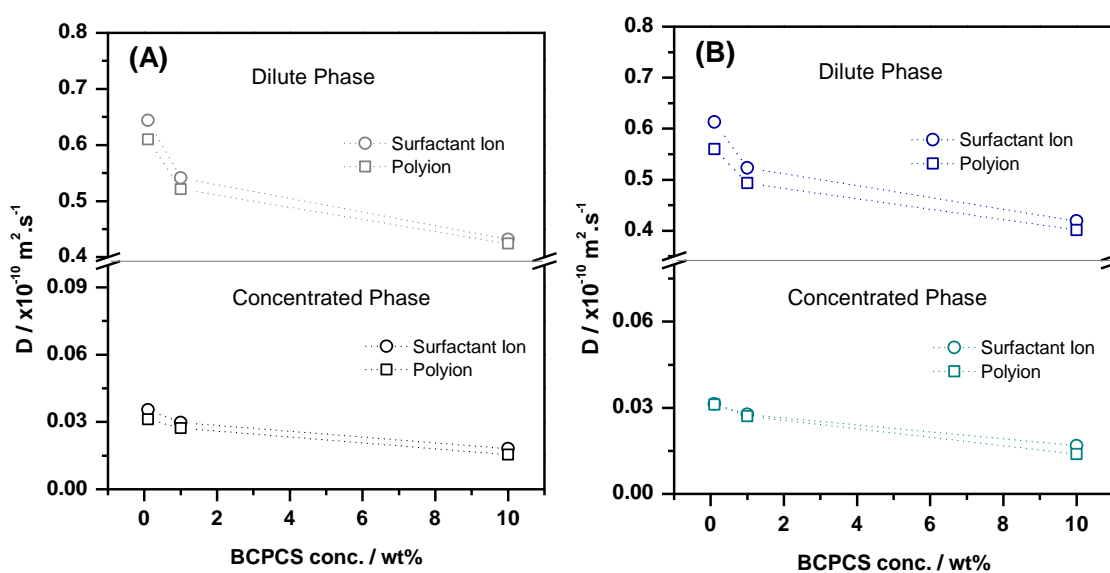 (A)
Dilute Phase
Surfactant Ion
Polyion
0.8
0.7
0.6
0.5
0.4
D / x10⁻¹⁰ m².s⁻¹
Concentrated Phase
Surfactant Ion
Polyion
0.09
0.06
0.03
0.00
0 2 4 6 8 10
BCPCS conc. / wt%
(B)
Dilute Phase
Surfactant Ion
Polyion
0.8
0.7
0.6
0.5
0.4
D / x10⁻¹⁰ m².s⁻¹
Concentrated Phase
Surfactant Ion
Polyion
0.06
0.03
0.00
0 2 4 6 8 10
BCPCS conc. / wt%